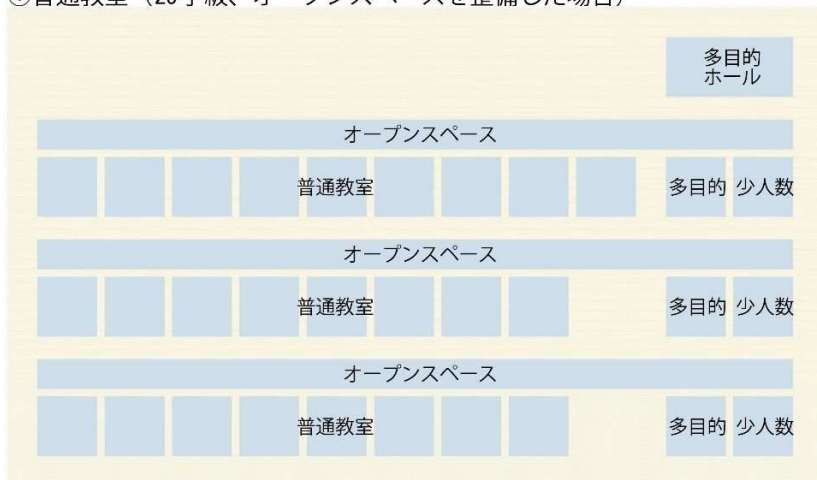 多目的
ホール
オープンスペース
普通教室 多目的 少人数
オープンスペース
普通教室 多目的 少人数
オープンスペース
普通教室 多目的 少人数